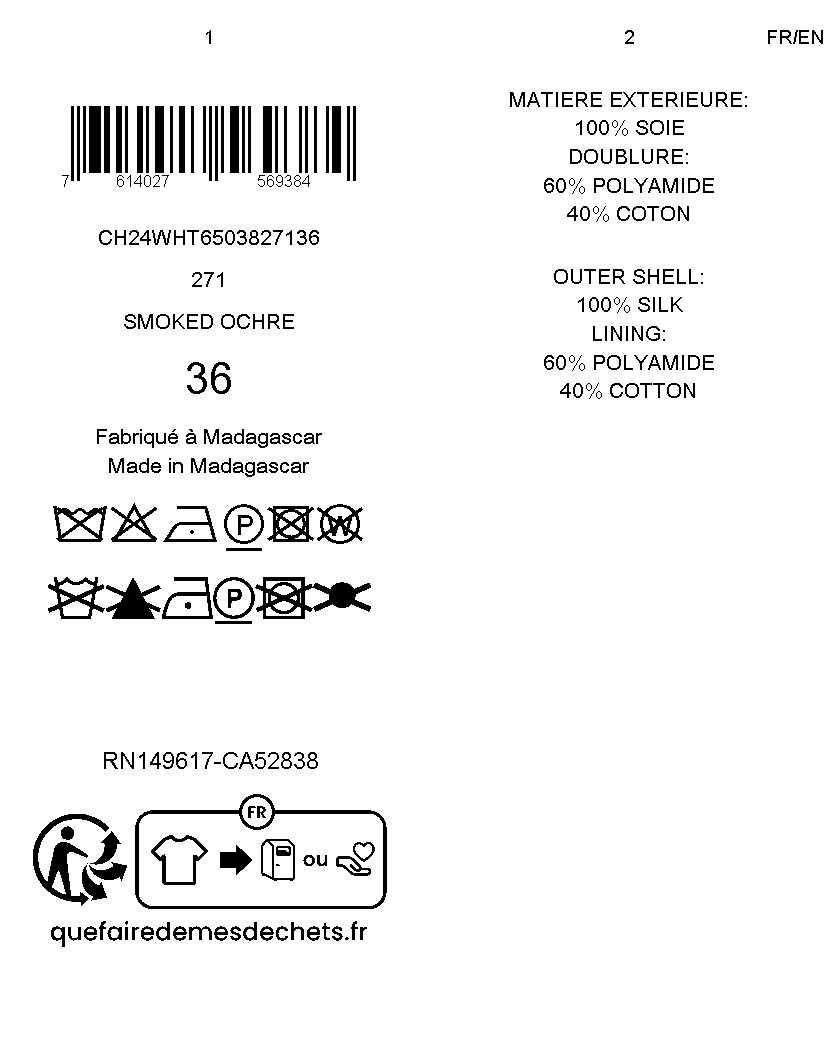 1
2
FR/EN
7 614027 569384
CH24WHT6503827136
271
SMOKED OCHRE
36
Fabriqué à Madagascar
Made in Madagascar
P
W
P
RN149617-CA52838
FR
ou
quefairedemesdechets.fr
MATIERE EXTERIEURE:
100% SOIE
DOUBLURE:
60% POLYAMIDE
40% COTON
OUTER SHELL:
100% SILK
LINING:
60% POLYAMIDE
40% COTTON